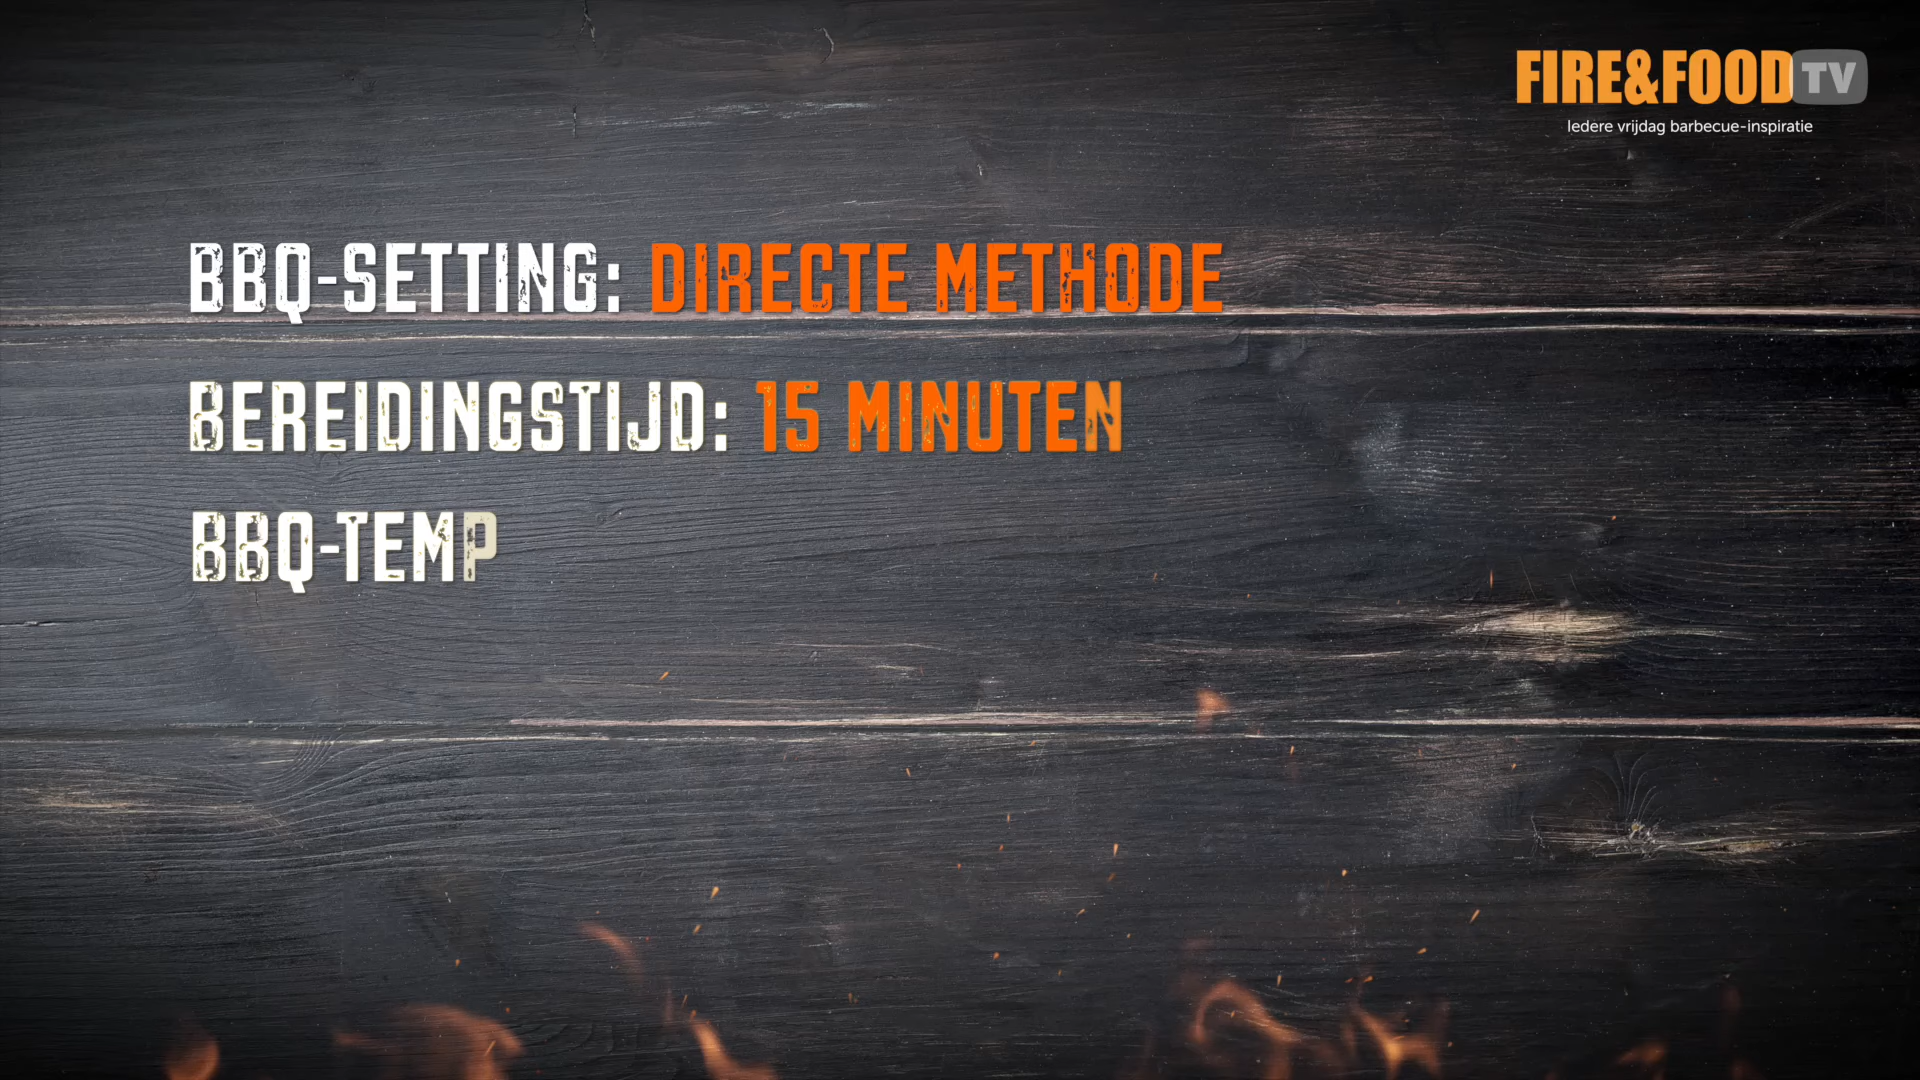 FIRE&FOOD TV
Iedere vrijdag barbecue-inspiratie
BBQ-SETTING: DIRECTE METHODE
BEREIDINGSTIJD: 15 MINUTEN
BBQ-TEMP